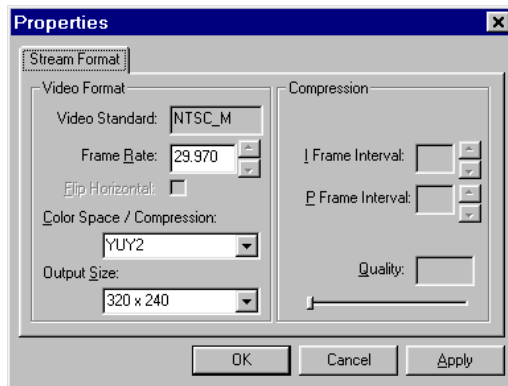 Properties
Stream Format
Video Format
Video Standard: NTSC_M
Frame Rate: 29.970
Flip Horizontal:
Color Space / Compression:
YUY2
Output Size:
320 x 240
Compression
I Frame Interval:
P Frame Interval:
Quality:
OK Cancel Apply